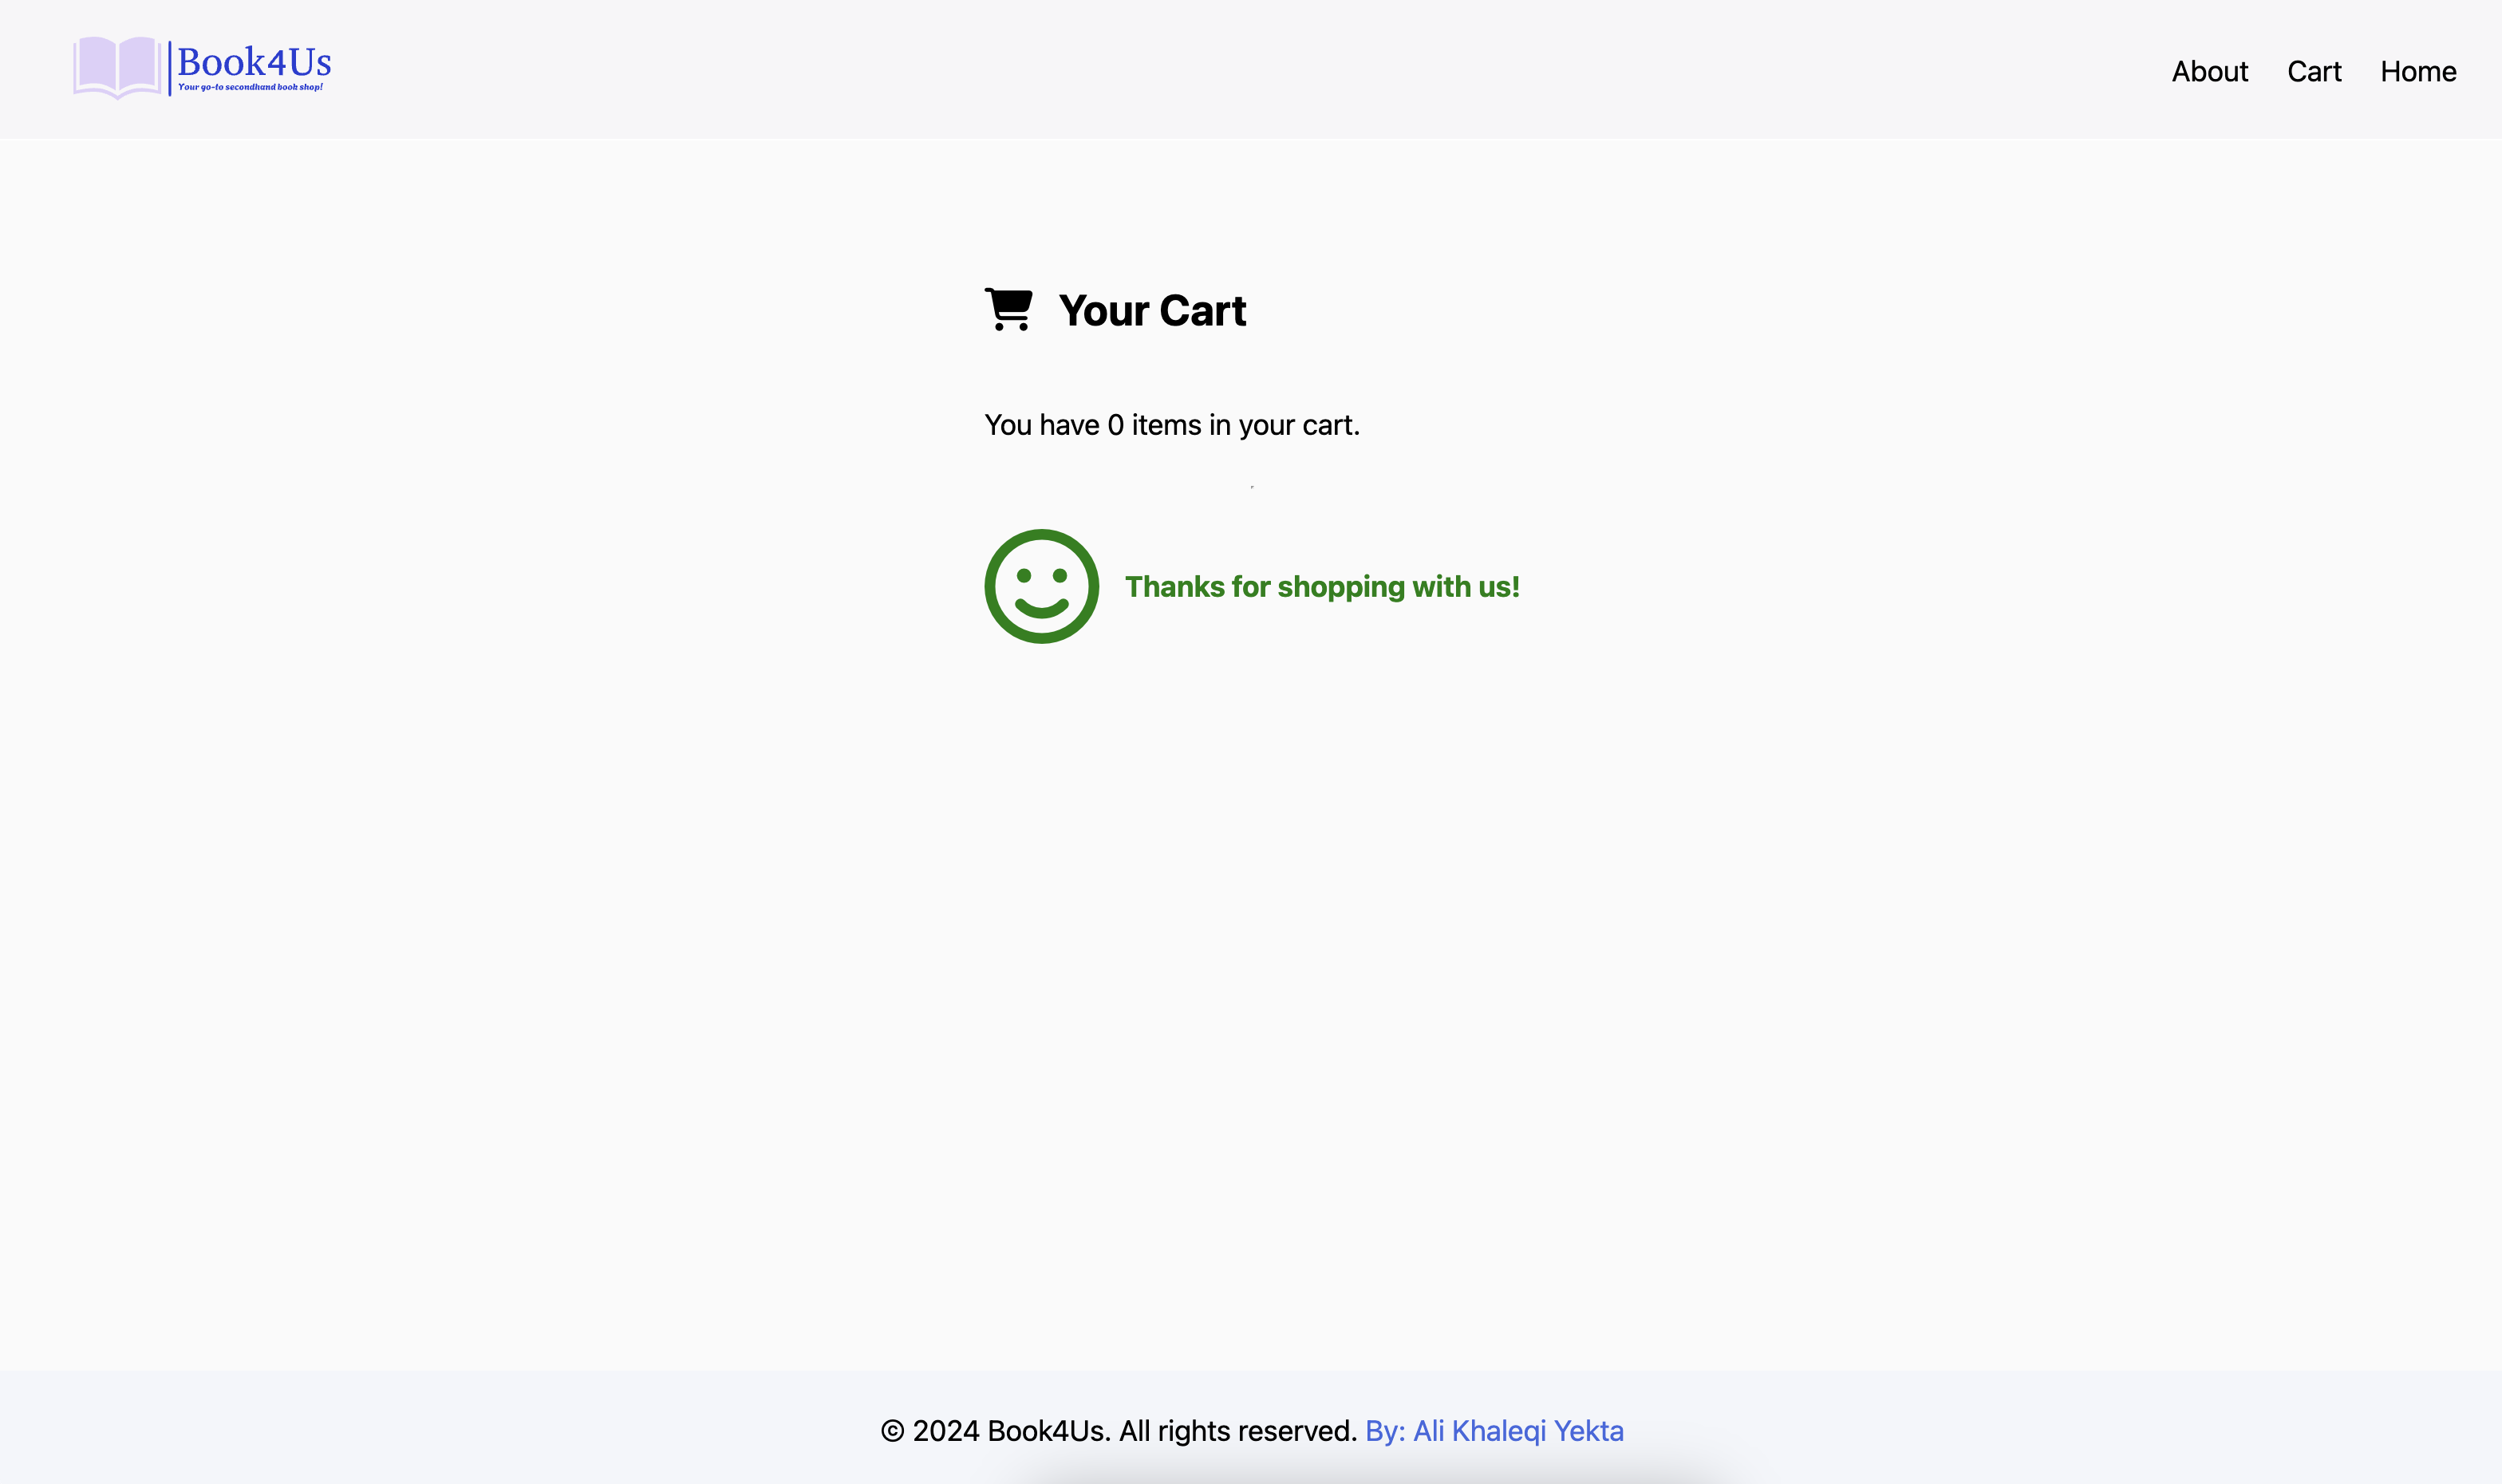 Book4Us
Your go-to secondhand book shop!
About Cart Home
Your Cart
You have 0 items in your cart.
Thanks for shopping with us!
© 2024 Book4Us. All rights reserved. By: Ali Khaleqi Yekta